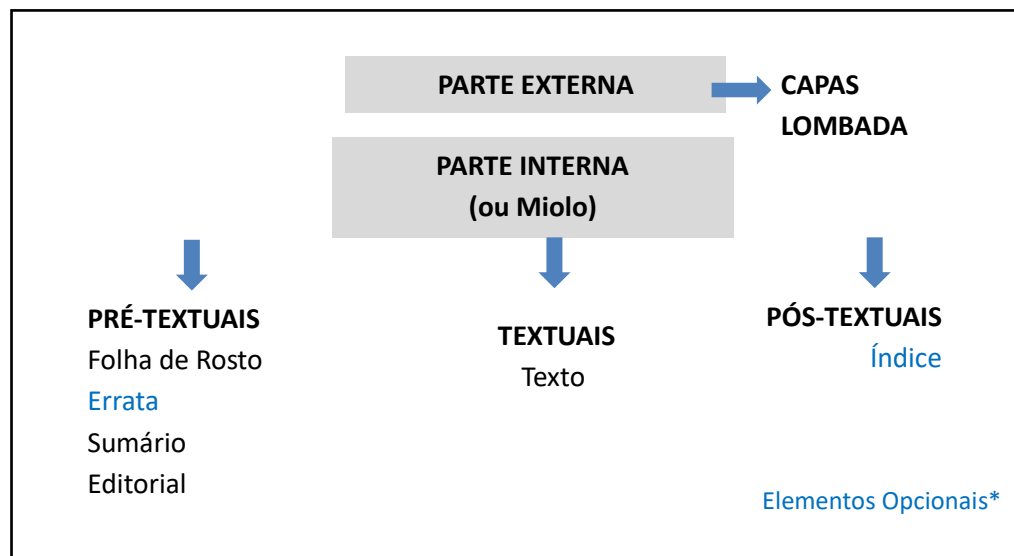 PARTE EXTERNA
CAPAS
LOMBADA
PARTE INTERNA
(ou Miolo)
PRÉ-TEXTUAIS
Folha de Rosto
Errata
Sumário
Editorial
TEXTUAIS
Texto
PÓS-TEXTUAIS
Índice
Elementos Opcionais*